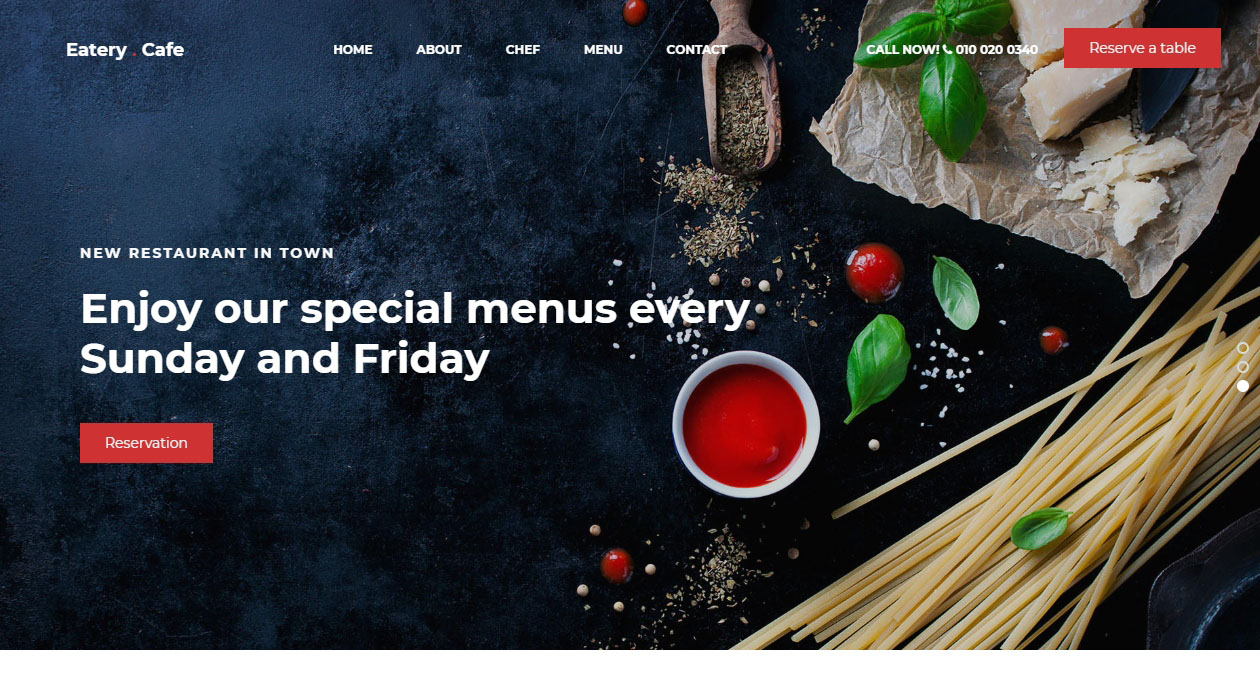 Eatery . Cafe
HOME ABOUT CHEF MENU CONTACT
CALL NOW! 010 020 0340
Reserve a table
NEW RESTAURANT IN TOWN
Enjoy our special menus every
Sunday and Friday
Reservation